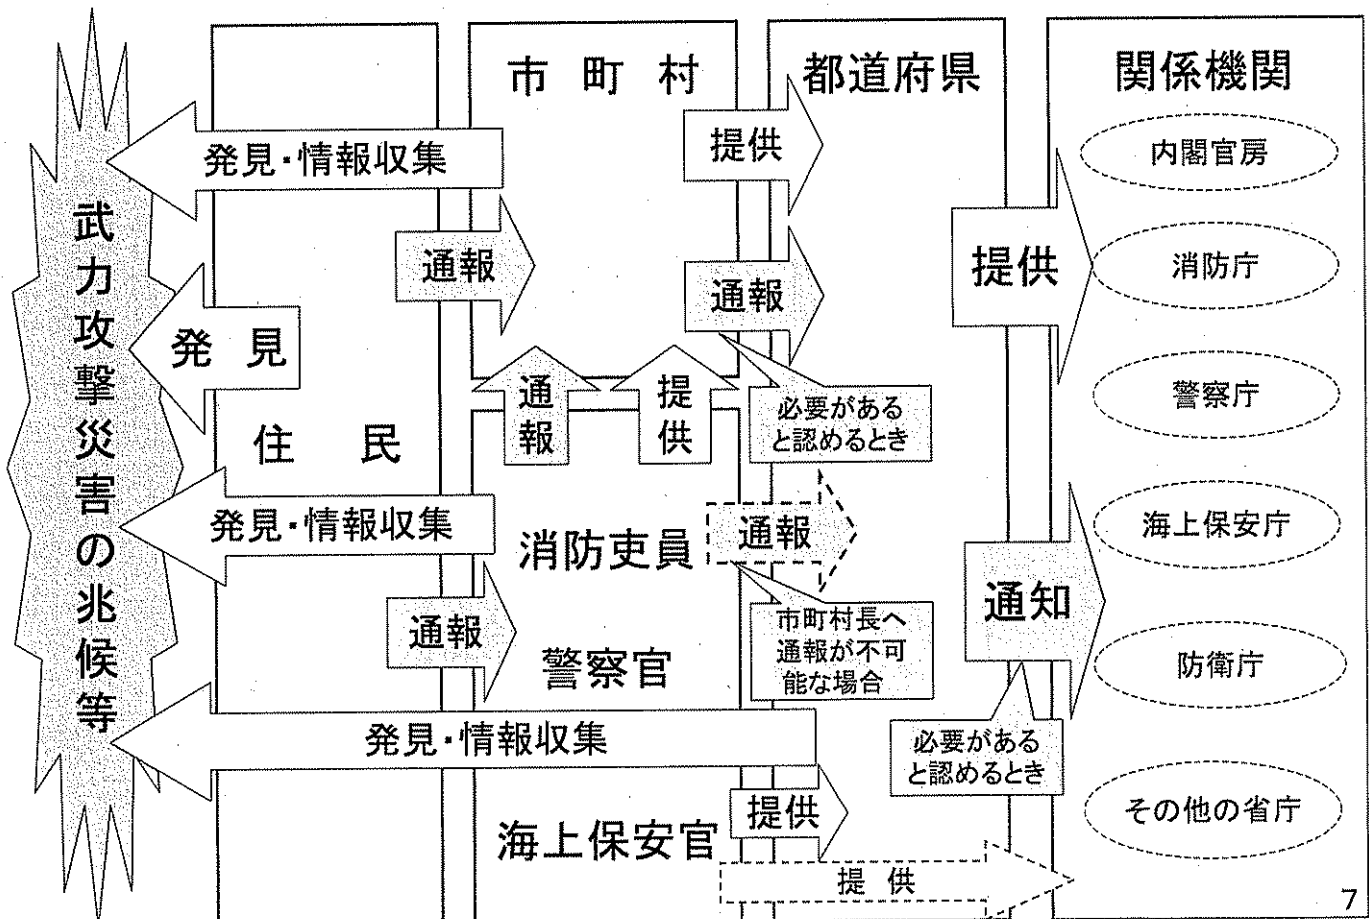 武力攻撃災害の兆候等
発見・情報収集
通報
発見
住民
発見・情報収集
通報
発見・情報収集
市町村
通報
提供
消防吏員
警察官
海上保安官
提供
通報
必要がある
と認めるとき
通報
市町村長へ
通報が不可
能な場合
提供
提供
都道府県
提供
通知
必要がある
と認めるとき
関係機関
内閣官房
消防庁
警察庁
海上保安庁
防衛庁
その他の省庁
7